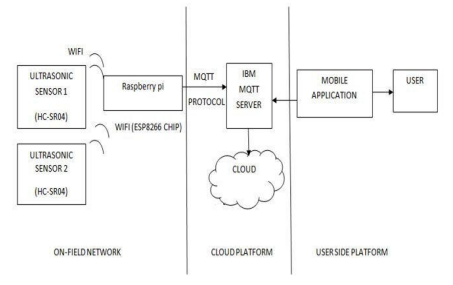 WIFI
ULTRASONIC
SENSOR 1
(HC-SR04)
Raspberry pi
MQTT
PROTOCOL
IBM
MQTT
SERVER
MOBILE
APPLICATION
USER
WIFI (ESP8266 CHIP)
ULTRASONIC
SENSOR 2
(HC-SR04)
CLOUD
ON-FIELD NETWORK
CLOUD PLATFORM
USER SIDE PLATFORM